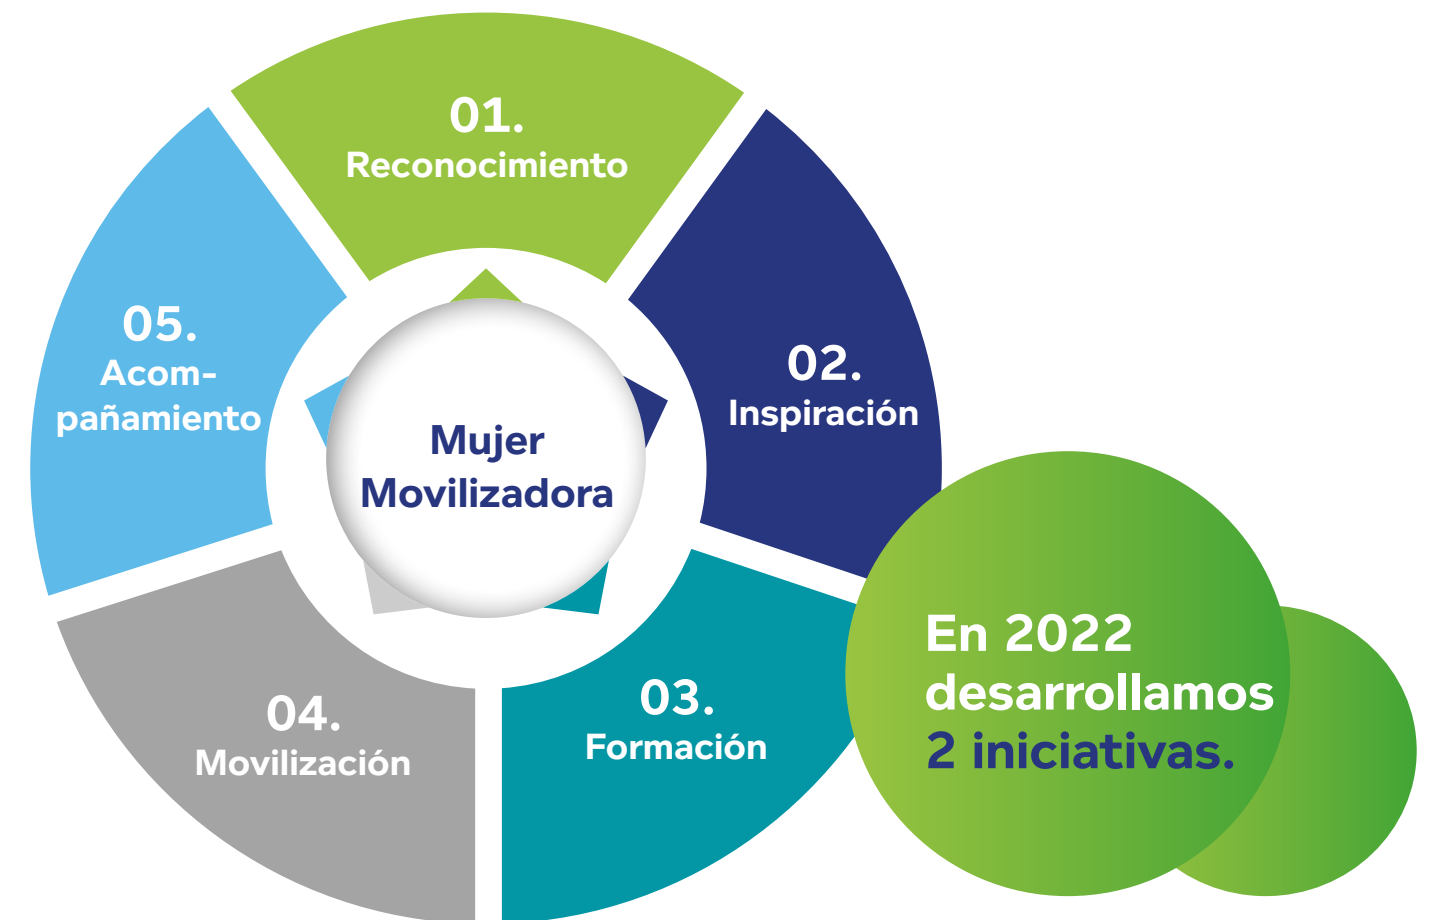 01.
Reconocimiento
02.
Inspiración
03.
Formación
04.
Movilización
05.
Acom-
pañamiento
Mujer
Movilizadora
En 2022
desarrollamos
2 iniciativas.